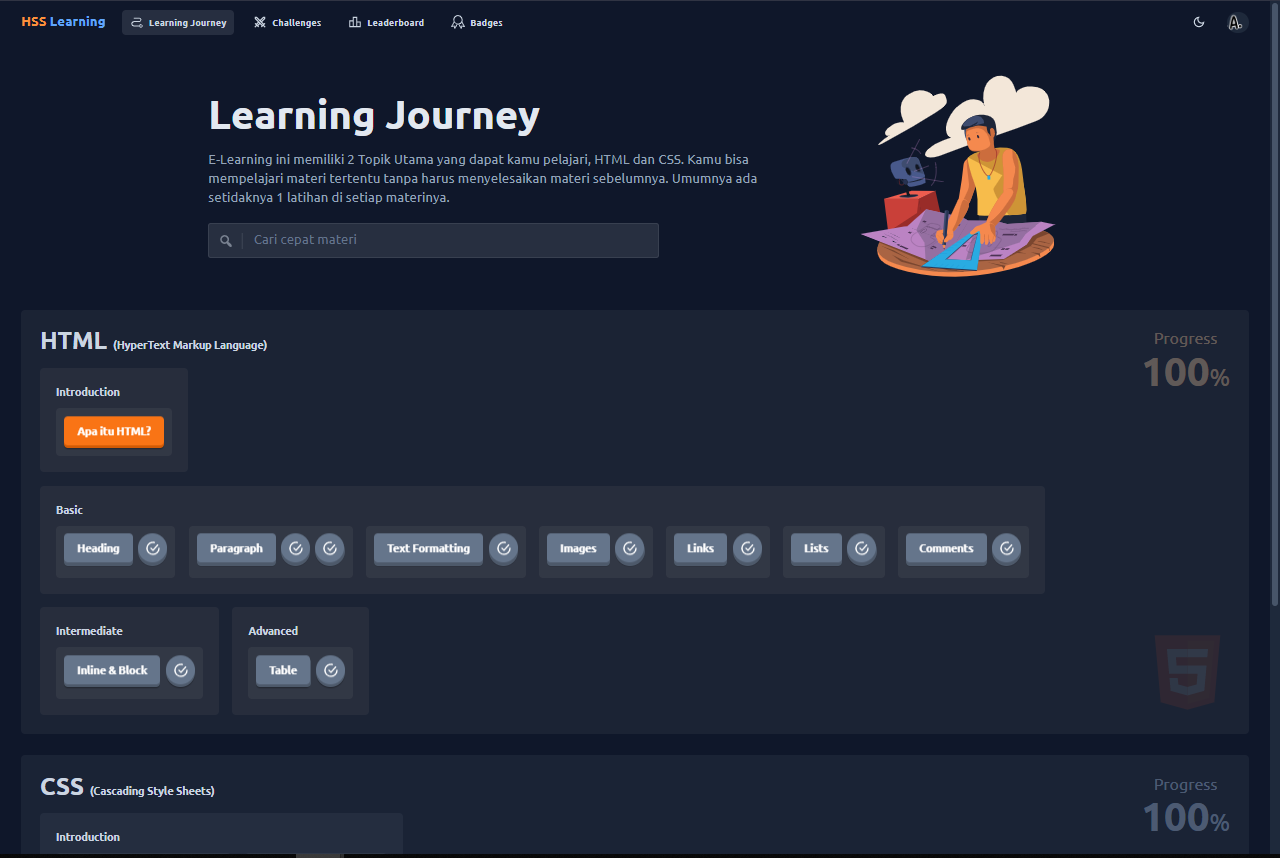 HSS Learning Learning Journey Challenges Leaderboard Badges A.
Learning Journey
E-Learning ini memiliki 2 Topik Utama yang dapat kamu pelajari, HTML dan CSS. Kamu bisa
mempelajari materi tertentu tanpa harus menyelesaikan materi sebelumnya. Umumnya ada
setidaknya 1 latihan di setiap materinya.
Cari cepat materi
HTML (HyperText Markup Language)
Progress
100%
Introduction
Apa itu HTML?
Basic
Heading Paragraph Text Formatting Images Links Lists Comments
Intermediate Advanced
Inline & Block Table
5
CSS (Cascading Style Sheets)
Progress
100%
Introduction